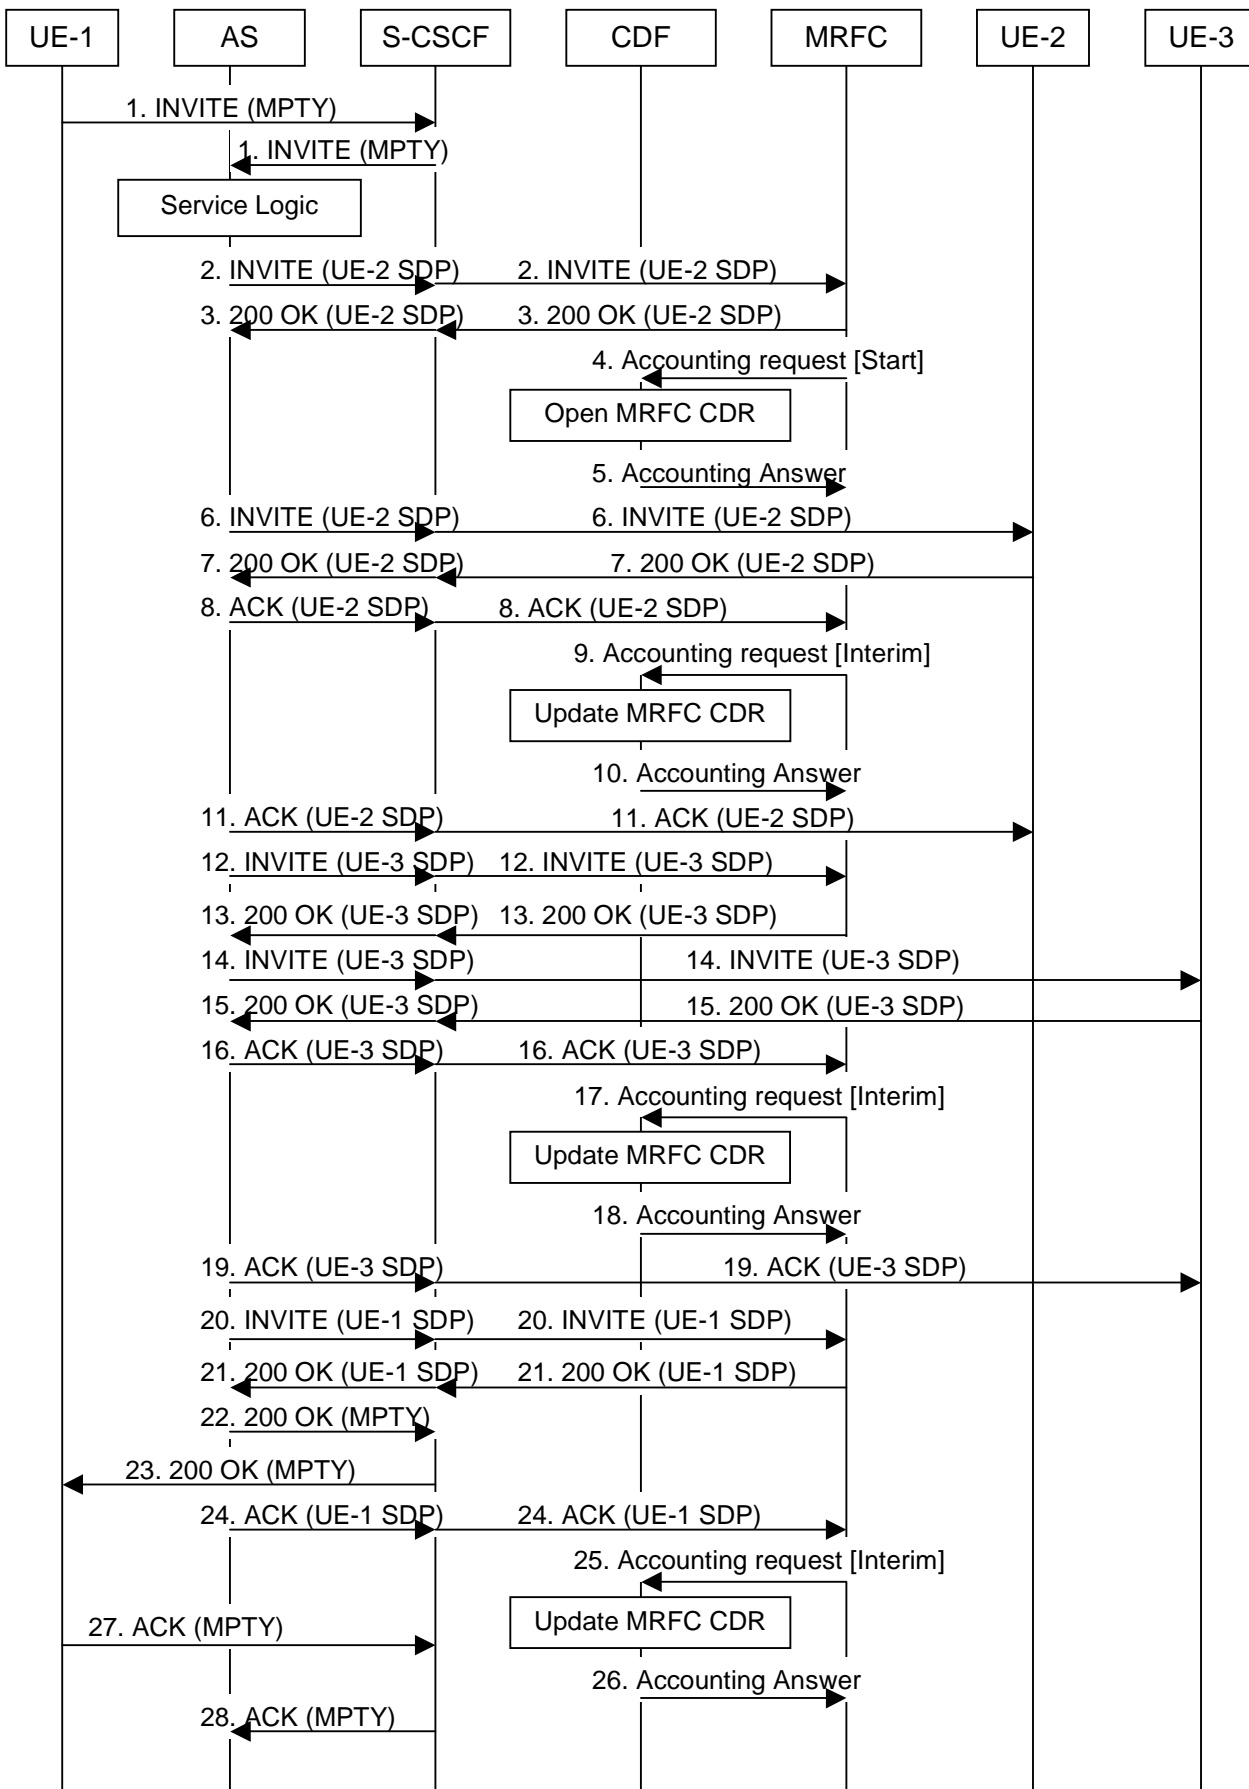 UE-1
AS
S-CSCF
CDF
MRFC
UE-2
UE-3
1. INVITE (MPTY)
1. INVITE (MPTY)
Service Logic
2. INVITE (UE-2 SDP)
2. INVITE (UE-2 SDP)
3. 200 OK (UE-2 SDP)
3. 200 OK (UE-2 SDP)
4. Accounting request [Start]
Open MRFC CDR
5. Accounting Answer
6. INVITE (UE-2 SDP)
6. INVITE (UE-2 SDP)
7. 200 OK (UE-2 SDP)
7. 200 OK (UE-2 SDP)
8. ACK (UE-2 SDP)
8. ACK (UE-2 SDP)
9. Accounting request [Interim]
Update MRFC CDR
10. Accounting Answer
11. ACK (UE-2 SDP)
11. ACK (UE-2 SDP)
12. INVITE (UE-3 SDP)
12. INVITE (UE-3 SDP)
13. 200 OK (UE-3 SDP)
13. 200 OK (UE-3 SDP)
14. INVITE (UE-3 SDP)
14. INVITE (UE-3 SDP)
15. 200 OK (UE-3 SDP)
15. 200 OK (UE-3 SDP)
16. ACK (UE-3 SDP)
16. ACK (UE-3 SDP)
17. Accounting request [Interim]
Update MRFC CDR
18. Accounting Answer
19. ACK (UE-3 SDP)
19. ACK (UE-3 SDP)
20. INVITE (UE-1 SDP)
20. INVITE (UE-1 SDP)
21. 200 OK (UE-1 SDP)
21. 200 OK (UE-1 SDP)
22. 200 OK (MPTY)
23. 200 OK (MPTY)
24. ACK (UE-1 SDP)
24. ACK (UE-1 SDP)
25. Accounting request [Interim]
Update MRFC CDR
27. ACK (MPTY)
26. Accounting Answer
28. ACK (MPTY)